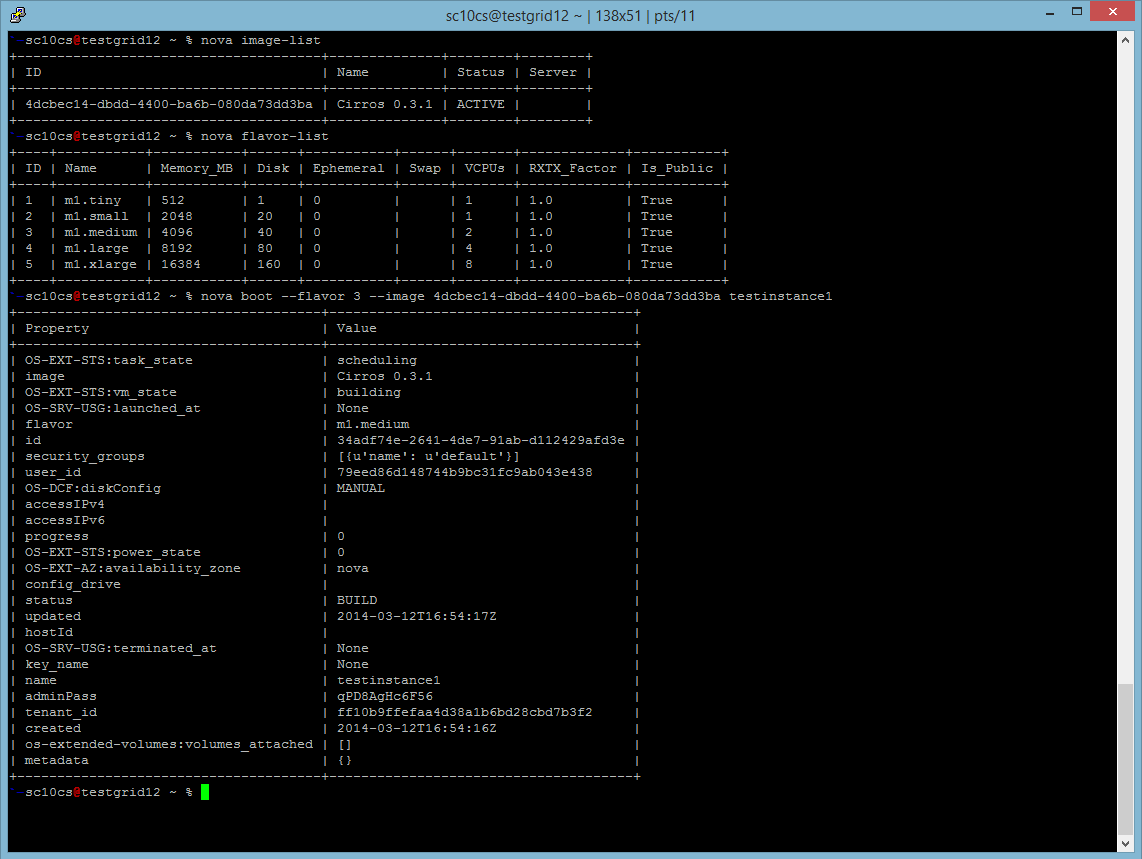 sc10cs@testgrid12 ~ | 138x51 | pts/11
~~sc10cs@testgrid12 ~ % nova image-list
+--------------------------------------+--------------+--------+--------+
| ID                                   | Name         | Status | Server |
+--------------------------------------+--------------+--------+--------+
| 4dcbec14-dbdd-4400-ba6b-080da73dd3ba | Cirros 0.3.1 | ACTIVE |        |
+--------------------------------------+--------------+--------+--------+
sc10cs@testgrid12 ~ % nova flavor-list
+----+-----------+-----------+------+-----------+------+-------+-------------+-----------+
| ID | Name      | Memory_MB | Disk | Ephemeral | Swap | VCPUs | RXTX_Factor | Is_Public |
+----+-----------+-----------+------+-----------+------+-------+-------------+-----------+
| 1  | m1.tiny   | 512       | 1    | 0         |      | 1     | 1.0         | True      |
| 2  | m1.small  | 2048      | 20   | 0         |      | 1     | 1.0         | True      |
| 3  | m1.medium | 4096      | 40   | 0         |      | 2     | 1.0         | True      |
| 4  | m1.large  | 8192      | 80   | 0         |      | 4     | 1.0         | True      |
| 5  | m1.xlarge | 16384     | 160  | 0         |      | 8     | 1.0         | True      |
+----+-----------+-----------+------+-----------+------+-------+-------------+-----------+
sc10cs@testgrid12 ~ % nova boot --flavor 3 --image 4dcbec14-dbdd-4400-ba6b-080da73dd3ba testinstance1
+--------------------------------------+--------------------------------------+
| Property                             | Value                                |
+--------------------------------------+--------------------------------------+
| OS-EXT-STS:task_state                | scheduling                           |
| image                                | Cirros 0.3.1                         |
| OS-EXT-STS:vm_state                  | building                             |
| OS-SRV-USG:launched_at               | None                                 |
| flavor                               | m1.medium                            |
| id                                   | 34adf74e-2641-4de7-91ab-d112429afd3e |
| security_groups                      | [{u'name': u'default'}]              |
| user_id                              | 79eed86d148744b9bc31fc9ab043e438     |
| OS-DCF:diskConfig                    | MANUAL                               |
| accessIPv4                           |                                      |
| accessIPv6                           |                                      |
| progress                             | 0                                    |
| OS-EXT-STS:power_state               | 0                                    |
| OS-EXT-AZ:availability_zone          | nova                                 |
| config_drive                         |                                      |
| status                               | BUILD                                |
| updated                              | 2014-03-12T16:54:17Z                 |
| hostId                               |                                      |
| OS-SRV-USG:terminated_at             | None                                 |
| key_name                             | None                                 |
| name                                 | testinstance1                        |
| adminPass                            | qPD8AgHc6F56                         |
| tenant_id                            | ff10b9ffefaa4d38a1b6bd28cbd7b3f2     |
| created                              | 2014-03-12T16:54:16Z                 |
| os-extended-volumes:volumes_attached | []                                   |
| metadata                             | {}                                   |
+--------------------------------------+--------------------------------------+
sc10cs@testgrid12 ~ %